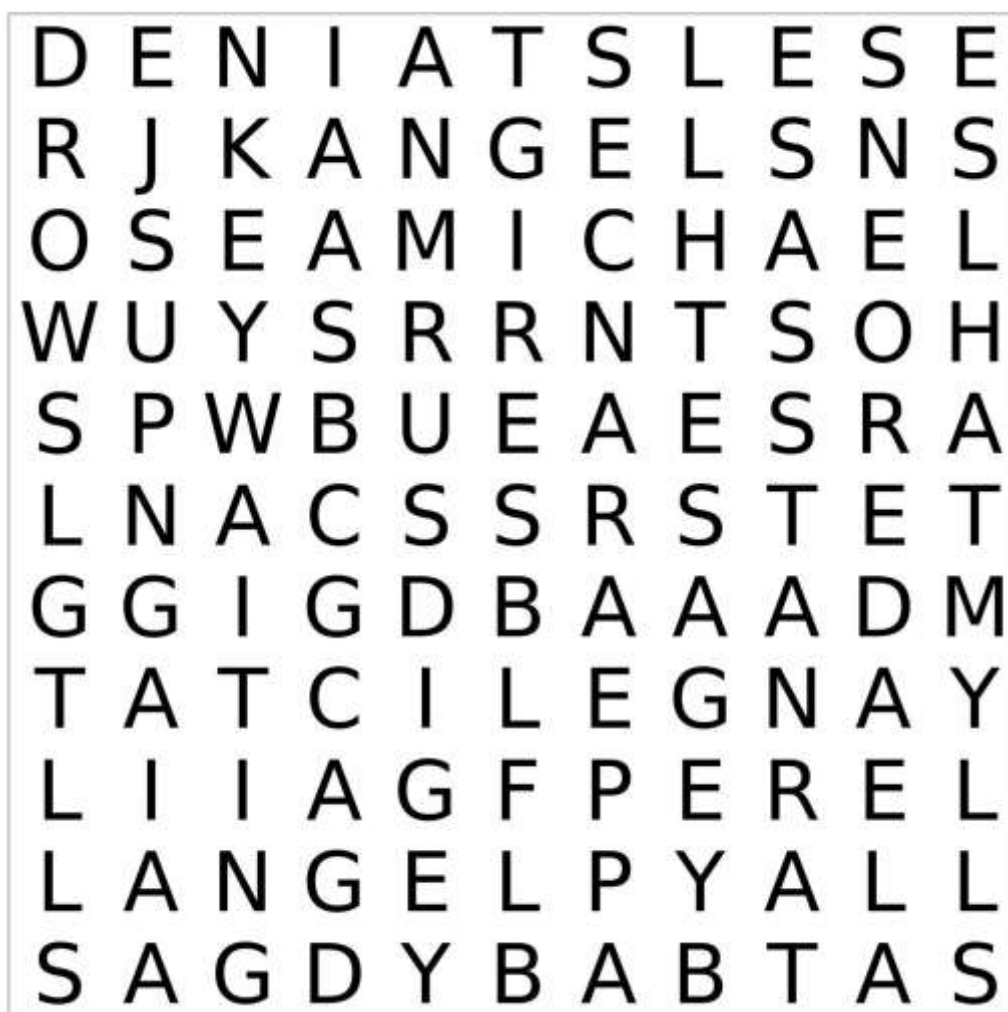 D E N I A T S L E S E
R J K A N G E L S N S
O S E A M I C H A E L
W U Y S R R N T S O H
S P W B U E A E S R A
L N A C S S R S T E T
G G I G D B A A A D M
T A T C I L E G N A Y
L I I A G F P E R E L
L A N G E L P Y A L L
S A G D Y B A B T A S